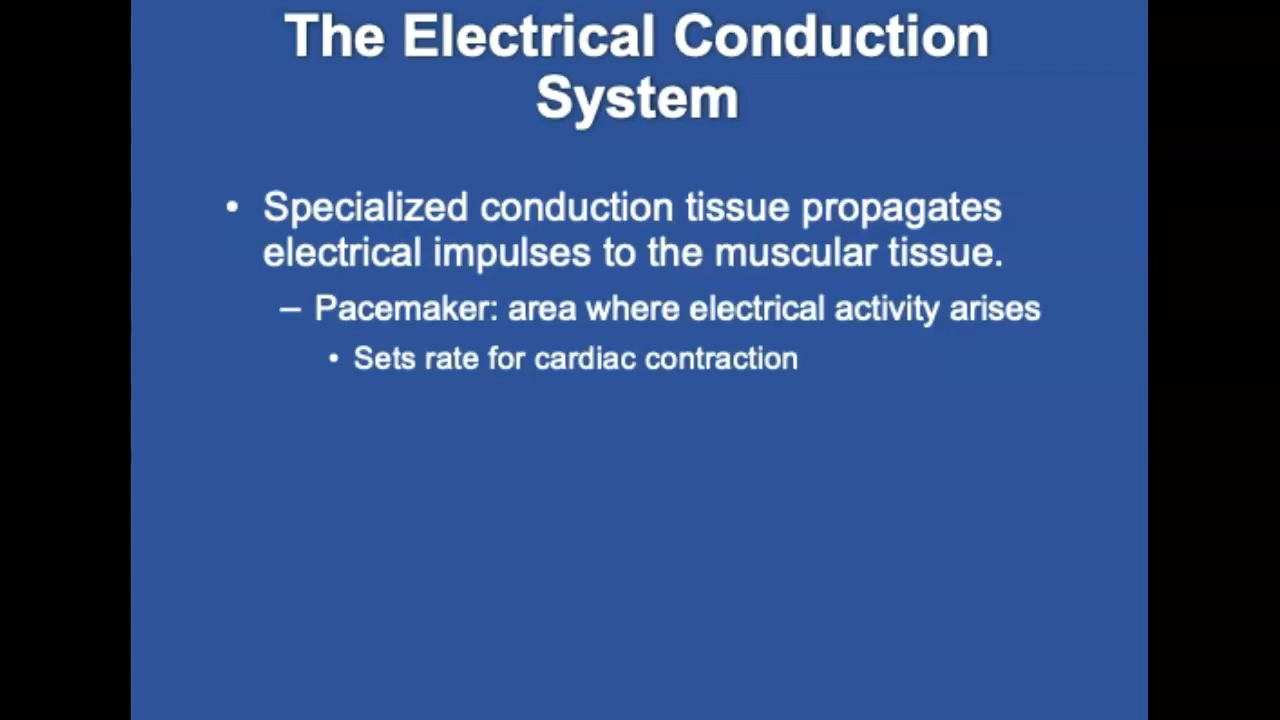 The Electrical Conduction
System
• Specialized conduction tissue propagates
electrical impulses to the muscular tissue.
– Pacemaker: area where electrical activity arises
• Sets rate for cardiac contraction